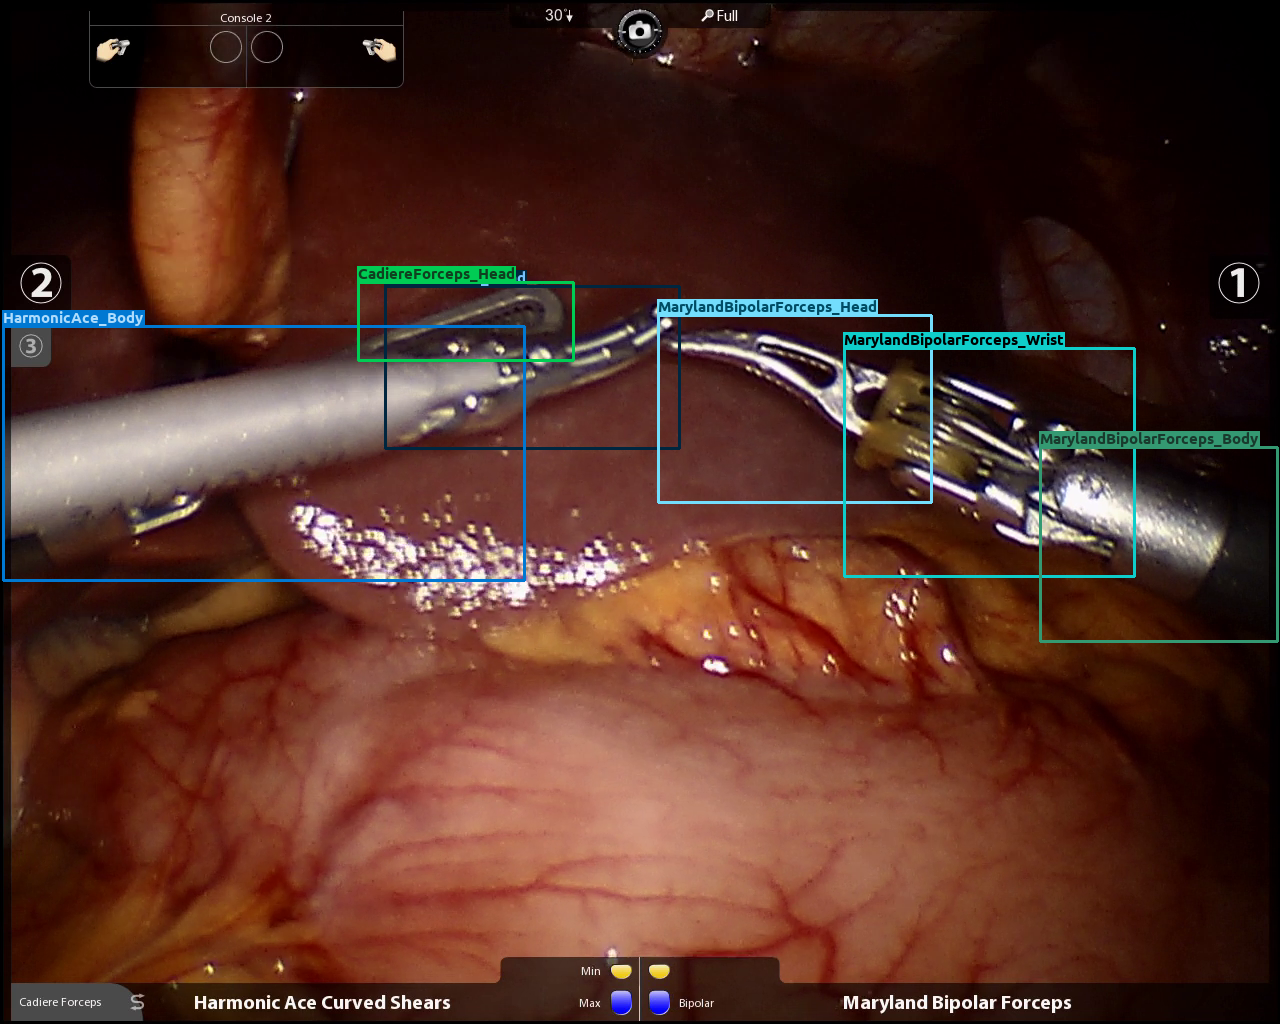 Console 2
30°
Full
2
1
3
CadiereForceps_Head
d
MarylandBipolarForceps_Head
HarmonicAce_Body
MarylandBipolarForceps_Wrist
MarylandBipolarForceps_Body
Min
Max
Bipolar
Cadiere Forceps
Harmonic Ace Curved Shears
Maryland Bipolar Forceps